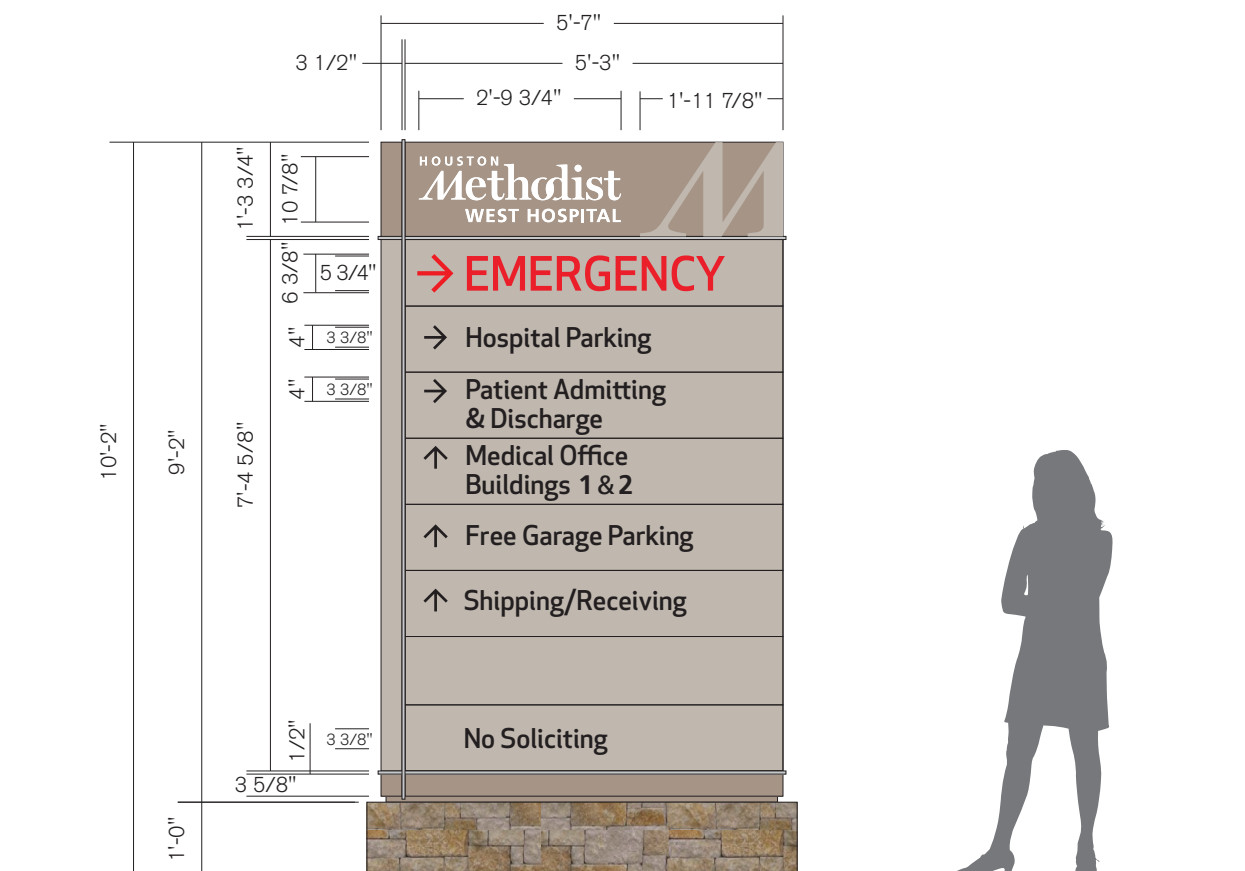 5'-7"
3 1/2"
5'-3"
2'-9 3/4"
1'-11 7/8"
1'-3 3/4"
10 7/8"
HOUSTON
Methodist
WEST HOSPITAL
M
6 3/8"
5 3/4"
→ EMERGENCY
4"
3 3/8"
→ Hospital Parking
4"
3 3/8"
→ Patient Admitting
& Discharge
10'-2"
9'-2"
7'-4 5/8"
↑ Medical Office
Buildings 1 & 2
↑ Free Garage Parking
↑ Shipping/Receiving
1/2"
3 3/8"
No Soliciting
3 5/8"
1'-0"